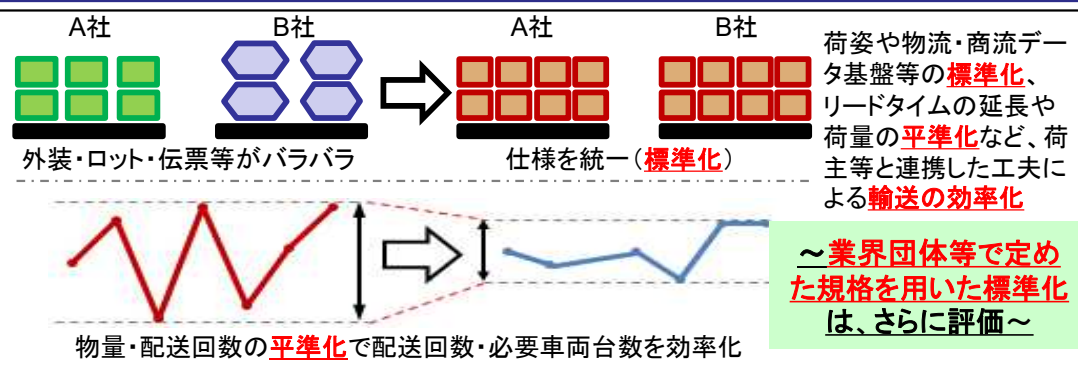 A社
B社
A社
B社
外装・ロット・伝票等がバラバラ
仕様を統一（標準化）
荷姿や物流・商流デー
タ基盤等の標準化、
リードタイムの延長や
荷量の平準化など、荷
主等と連携した工夫に
よる輸送の効率化
～業界団体等で定め
た規格を用いた標準化
は、さらに評価～
物量・配送回数の平準化で配送回数・必要車両台数を効率化